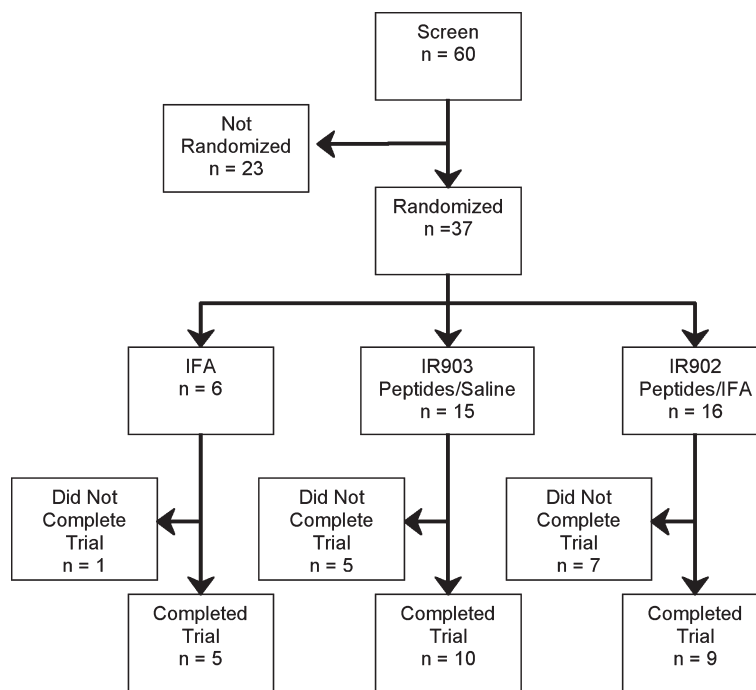 Screen
n = 60
Not
Randomized
n = 23
Randomized
n =37
IFA
n = 6
IR903
Peptides/Saline
n = 15
IR902
Peptides/IFA
n = 16
Did Not
Complete
Trial
n = 1
Did Not
Complete
Trial
n = 5
Did Not
Complete
Trial
n = 7
Completed
Trial
n = 5
Completed
Trial
n = 10
Completed
Trial
n = 9